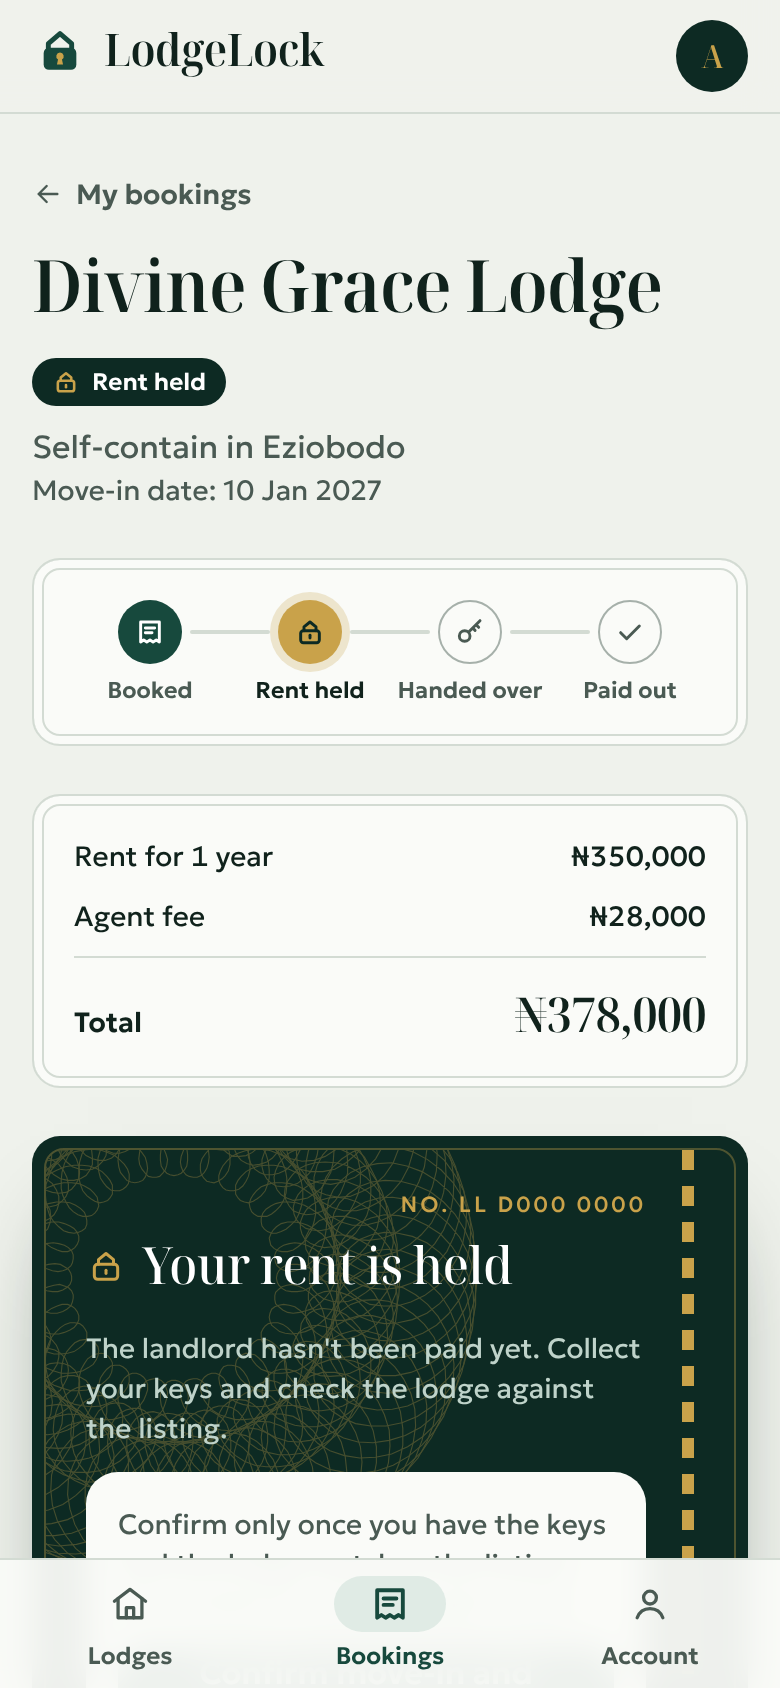 LodgeLock
A
My bookings
Divine Grace Lodge
Rent held
Self-contain in Eziobodo
Move-in date: 10 Jan 2027
Booked
Rent held
Handed over
Paid out
Rent for 1 year ₦350,000
Agent fee ₦28,000
Total ₦378,000
NO. LL D000 0000
Your rent is held
The landlord hasn't been paid yet. Collect
your keys and check the lodge against
the listing.
Confirm only once you have the keys
Lodges
Bookings
Account